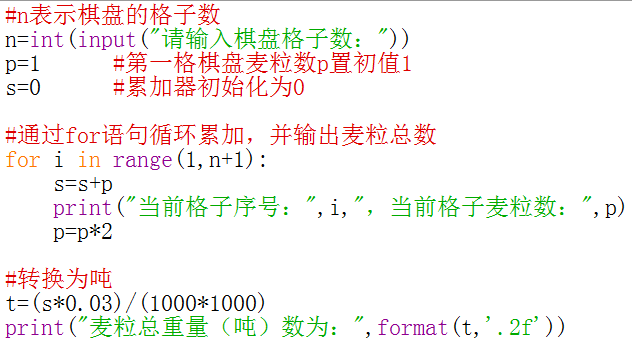 #n表示棋盘的格子数
n=int(input("请输入棋盘格子数："))
p=1      #第一格棋盘麦粒数p置初值1
s=0      #累加器初始化为0
#通过for语句循环累加，并输出麦粒总数
for i in range(1,n+1):
    s=s+p
    print("当前格子序号：",i,"，当前格子麦粒数：",p)
    p=p*2
#转换为吨
t=(s*0.03)/(1000*1000)
print("麦粒总重量（吨）数为：",format(t,'.2f'))